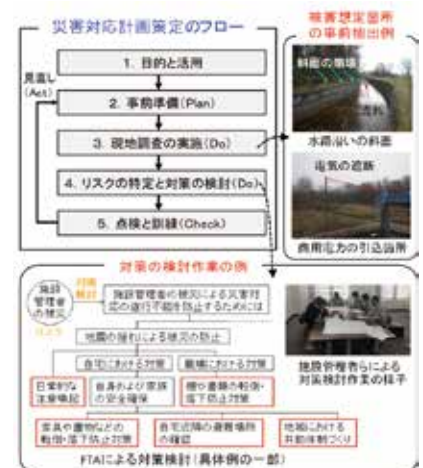 災害対応計画策定のフロー
1. 目的と活用
見直し
(Act)
2. 事前準備(Plan)
3. 現地調査の実施(Do)
4. リスクの特定と対策の検討(Do)
5. 点検と訓練(Check)
被害想定箇所
の事前抽出例
斜面の崩壊
流れ
水路沿いの斜面
電気の遮断
商用電力の引込箇所
対策の検討作業の例
施設
管理者
の被災
リスク
対策
検討
施設管理者の被災による災害対
応の遂行不能を防止するためには
地震の揺れによる被災の防止
自宅における対策
職場における対策
日常的な
注意喚起
自身および家族
の安全確保
棚や書籍の転倒・
落下防止対策
家具や置物などの
転倒・落下防止対策
自宅近隣の避難場所
の確認
地域における
共助体制づくり
FTAによる対策検討(具体例の一部)
施設管理者らによる
対策検討作業の様子